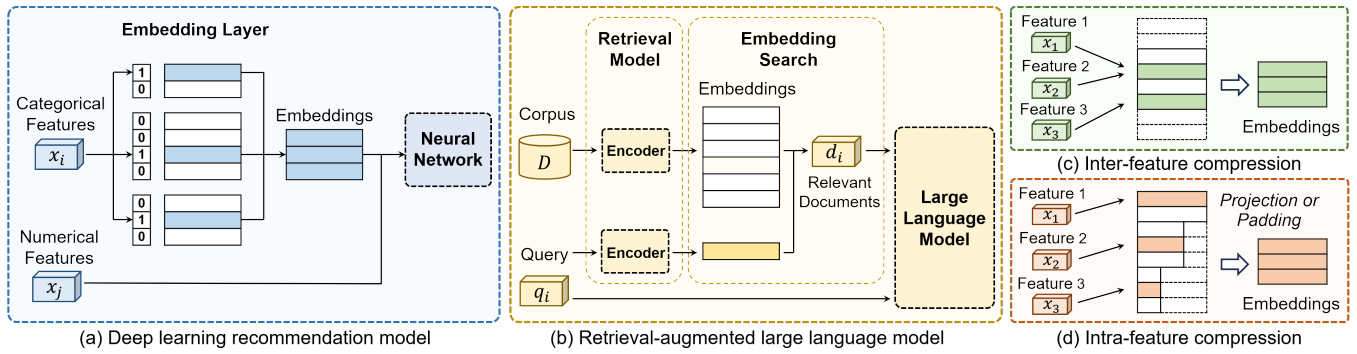 Embedding Layer
Categorical
Features
x_i
1
0
0
0
1
0
0
1
0
Embeddings
Neural
Network
Numerical
Features
x_j
(a) Deep learning recommendation model
Retrieval
Model
Embedding
Search
Embeddings
Corpus
D
Encoder
d_i
Relevant
Documents
Query
Encoder
q_i
Large
Language
Model
(b) Retrieval-augmented large language model
Feature 1
x_1
Feature 2
x_2
Feature 3
x_3
Embeddings
(c) Inter-feature compression
Feature 1
x_1
Feature 2
x_2
Feature 3
x_3
Projection or
Padding
Embeddings
(d) Intra-feature compression